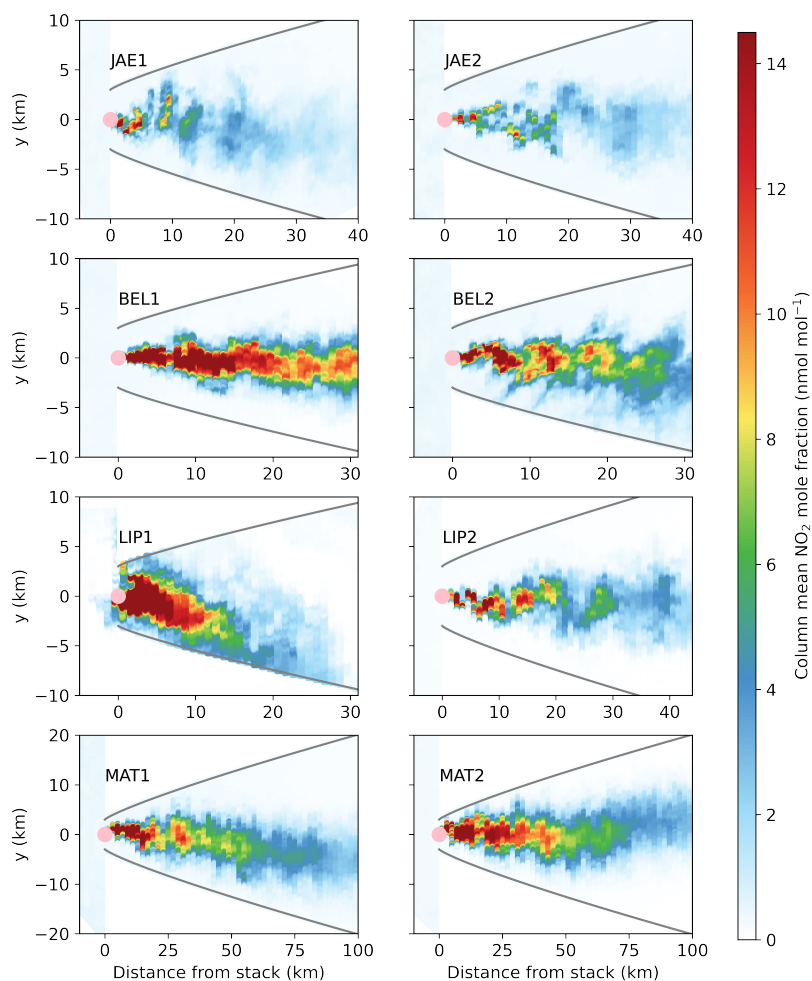 10
5
0
−5
−10
y (km)
JAE1
0 10 20 30 40
JAE2
0 10 20 30 40
10
5
0
−5
−10
y (km)
BEL1
0 10 20 30
BEL2
0 10 20 30
10
5
0
−5
−10
y (km)
LIP1
0 10 20 30
LIP2
0 10 20 30 40
20
10
0
−10
−20
y (km)
MAT1
0 25 50 75 100
Distance from stack (km)
MAT2
0 25 50 75 100
Distance from stack (km)
14
12
10
8
6
4
2
0
Column mean NO₂ mole fraction (nmol mol⁻¹)